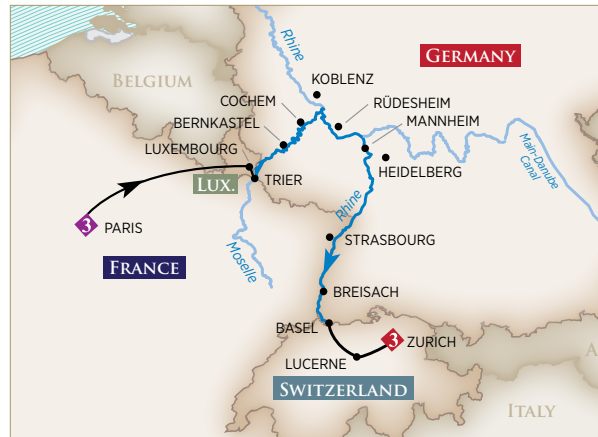 Rhine
GERMANY
BELGIUM
KOBLENZ
COCHEM
RÜDESHEIM
BERNKASTEL
MANNHEIM
LUXEMBOURG
HEIDELBERG
Main-Danube
Canal
LUX.
TRIER
3
PARIS
Rhine
Moselle
STRASBOURG
FRANCE
BREISACH
BASEL
3
ZURICH
LUCERNE
A
SWITZERLAND
ITALY